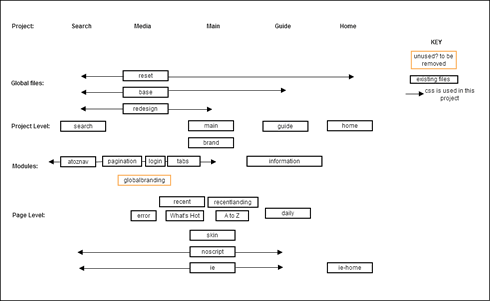 Project: Search Media Main Guide Home
KEY
unused? to be
removed
existing files
css is used in this
project
Global files:
reset
base
redesign
Project Level: search main guide home
brand
Modules: atoznav pagination login tabs information
globalbranding
Page Level:
recent recentlanding
error What's Hot A to Z daily
skin
noscript
ie ie-home